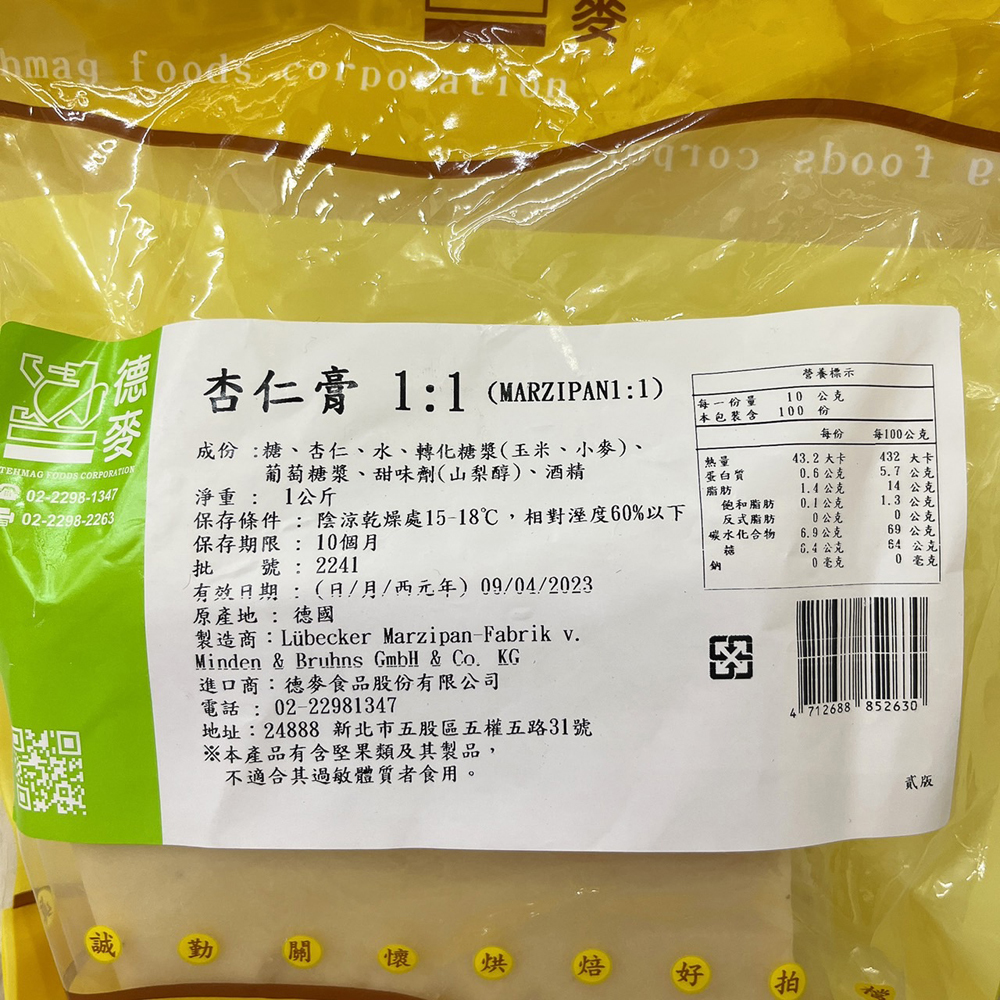 麥
hmag foods corporation
g foods corpo
德麥
TEHMAG FOODS CORPORATION
02-2298-1347
02-2298-2263
杏仁膏 1:1 (MARZIPAN1:1)
成份 :糖、杏仁、水、轉化糖漿(玉米、小麥)、
葡萄糖漿、甜味劑(山梨醇)、酒精
淨重 : 1公斤
保存條件 : 陰涼乾燥處15-18℃，相對溼度60%以下
保存期限 : 10個月
批 號 : 2241
有效日期 : (日/月/西元年) 09/04/2023
原產地 : 德國
製造商：Lübecker Marzipan-Fabrik v.
Minden & Bruhns GmbH & Co. KG
進口商：德麥食品股份有限公司
電話 : 02-22981347
地址：24888 新北市五股區五權五路31號
※本產品有含堅果類及其製品，
不適合其過敏體質者食用。
營養標示
每一份量 10 公克
本包裝含 100 份
每份 每100公克
熱量 43.2 大卡 432 大卡
蛋白質 0.6 公克 5.7 公克
脂肪 1.4 公克 14 公克
飽和脂肪 0.1 公克 1.3 公克
反式脂肪 0 公克 0 公克
碳水化合物 6.9 公克 69 公克
糖 6.4 公克 64 公克
鈉 0 毫克 0 毫克
4 712688 852630
貳版
誠 勤 關 懷 烘 焙 好 拍